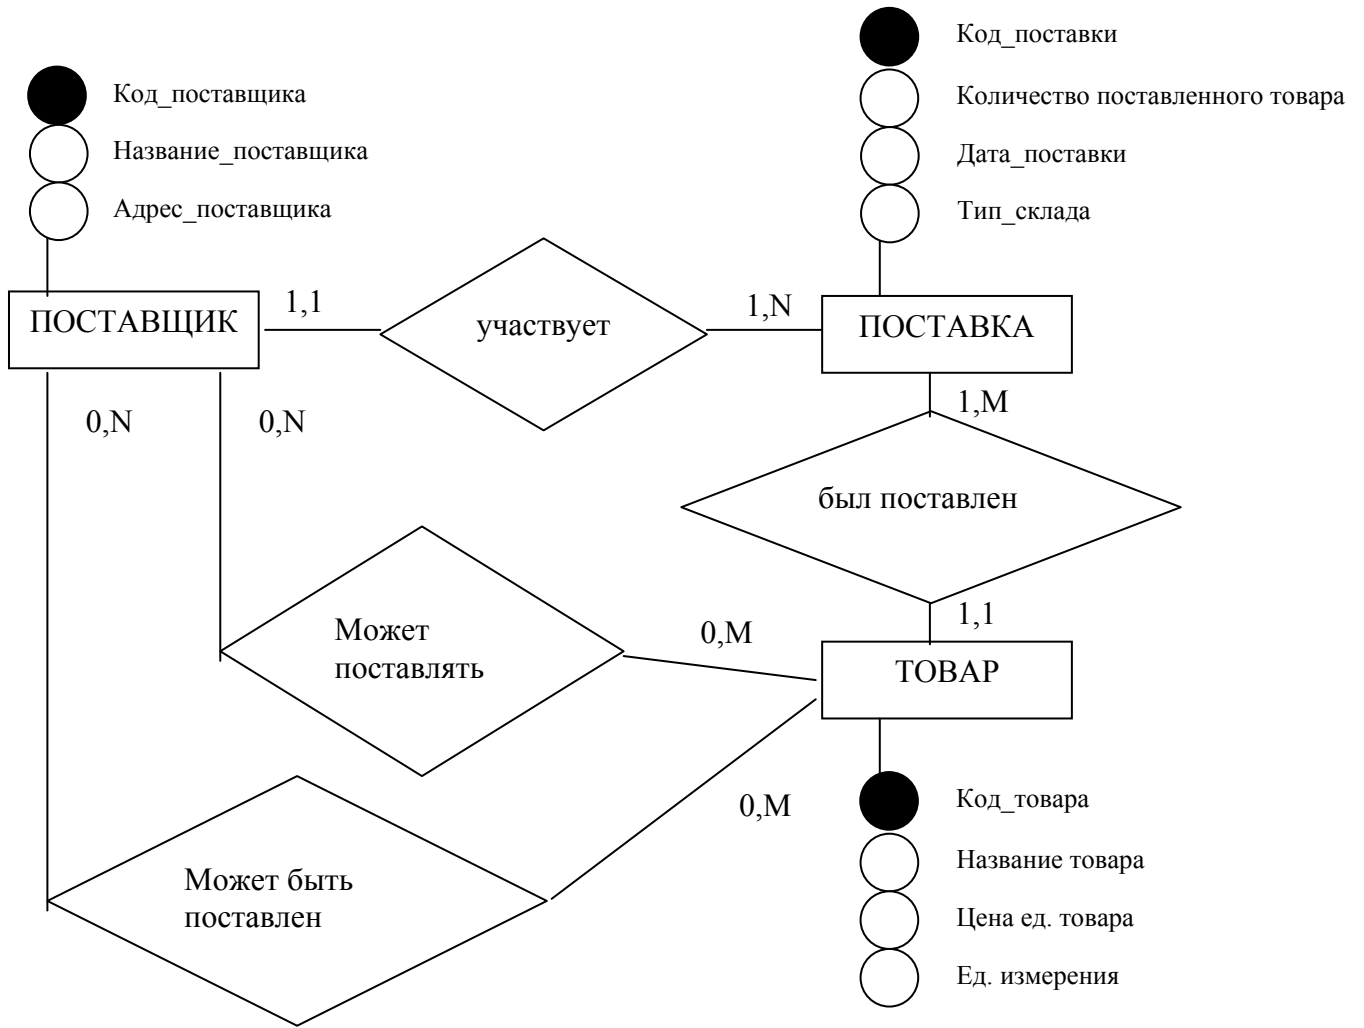 Код_поставки
Количество поставленного товара
Дата_поставки
Тип_склада
Код_поставщика
Название_поставщика
Адрес_поставщика
ПОСТАВЩИК
1,1
участвует
1,N
ПОСТАВКА
0,N
0,N
1,M
был поставлен
1,1
Может
поставлять
0,M
ТОВАР
0,M
Может быть
поставлен
Код_товара
Название товара
Цена ед. товара
Ед. измерения